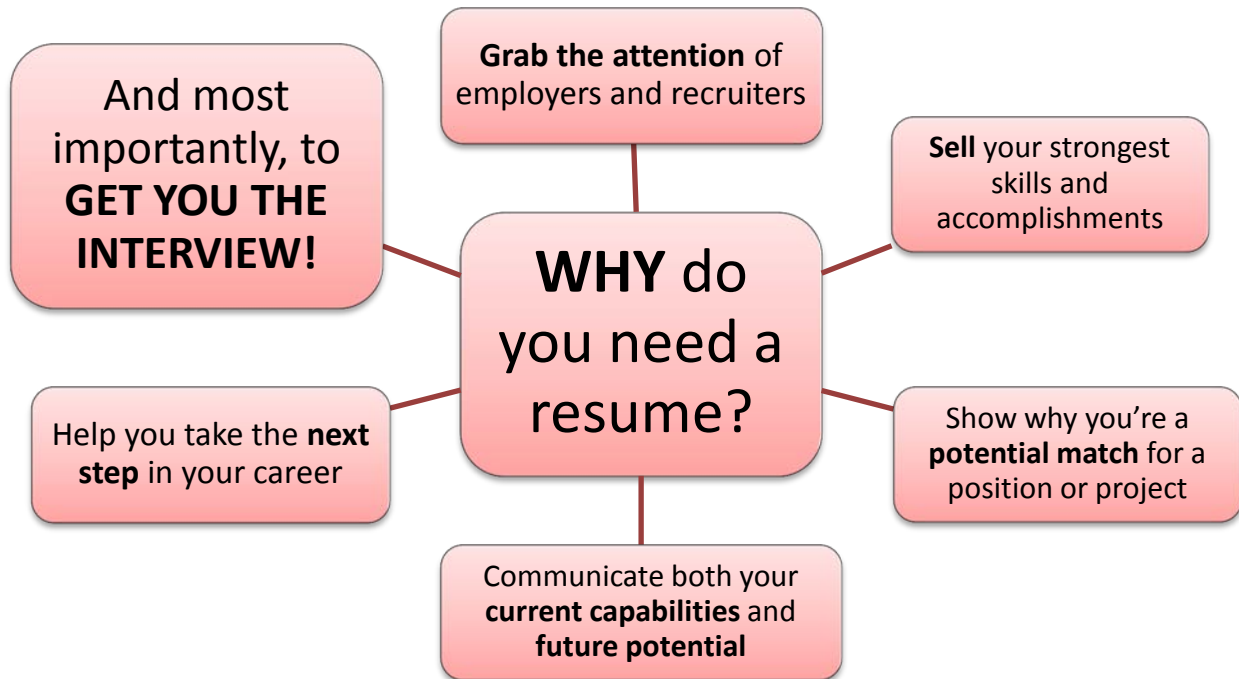 WHY do
you need a
resume?
Grab the attention of
employers and recruiters
Sell your strongest
skills and
accomplishments
Show why you’re a
potential match for a
position or project
Communicate both your
current capabilities and
future potential
Help you take the next
step in your career
And most
importantly, to
GET YOU THE
INTERVIEW!